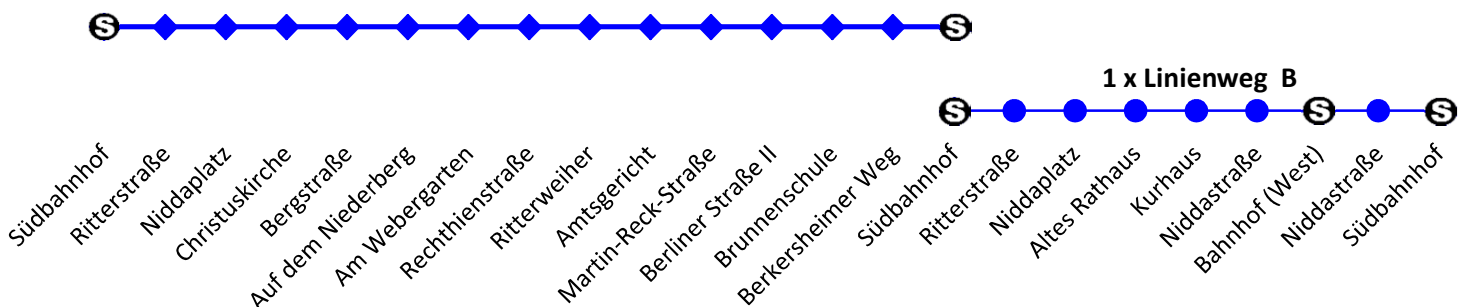 S
S
1 x Linienweg B
S
S
S
Südbahnhof
Ritterstraße
Niddaplatz
Christuskirche
Bergstraße
Auf dem Niederberg
Am Webergarten
Rechthienstraße
Ritterweiher
Amtsgericht
Martin-Reck-Straße
Berliner Straße II
Brunnenschule
Berkersheimer Weg
Südbahnhof
Ritterstraße
Niddaplatz
Altes Rathaus
Kurhaus
Niddastraße
Bahnhof (West)
Niddastraße
Südbahnhof